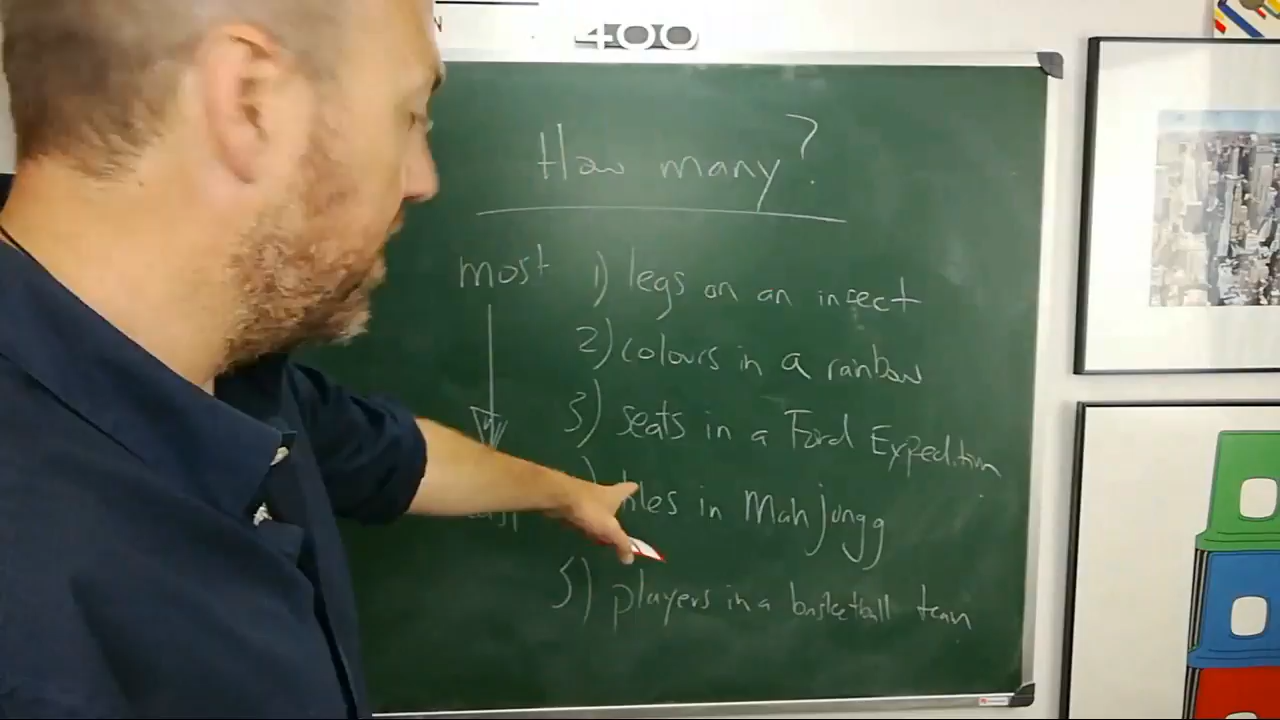 N
400
How many?
most
1) legs on an insect
2) colours in a rainbow
3) seats in a Ford Expedition
) tiles in Mahjongg
5) players in a basketball team